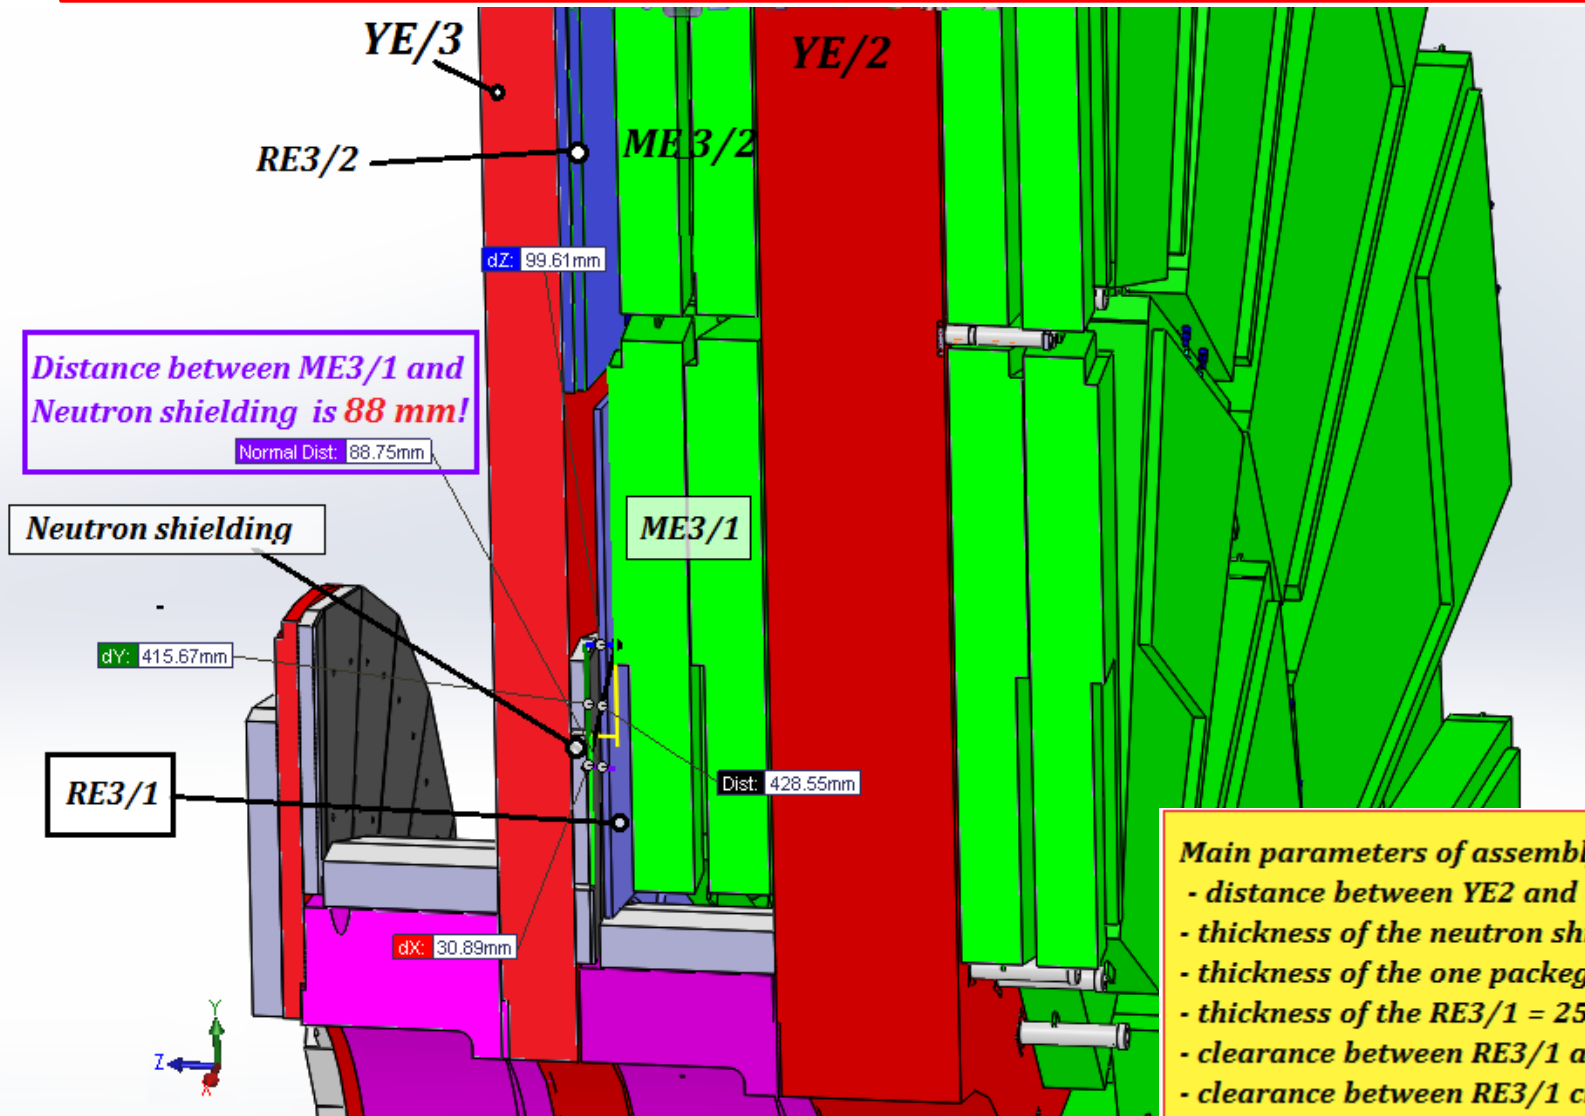 YE/3
YE/2
RE3/2
ME3/2
dZ: 99.61mm
Distance between ME3/1 and
Neutron shielding is 88 mm!
Normal Dist: 88.75mm
Neutron shielding
ME3/1
dY: 415.67mm
RE3/1
Dist: 428.55mm
dX: 30.89mm
Y
Z
X
Main parameters of assembl
- distance between YE2 and
- thickness of the neutron shi
- thickness of the one packeg
- thickness of the RE3/1 = 25
- clearance between RE3/1 a
- clearance between RE3/1 c